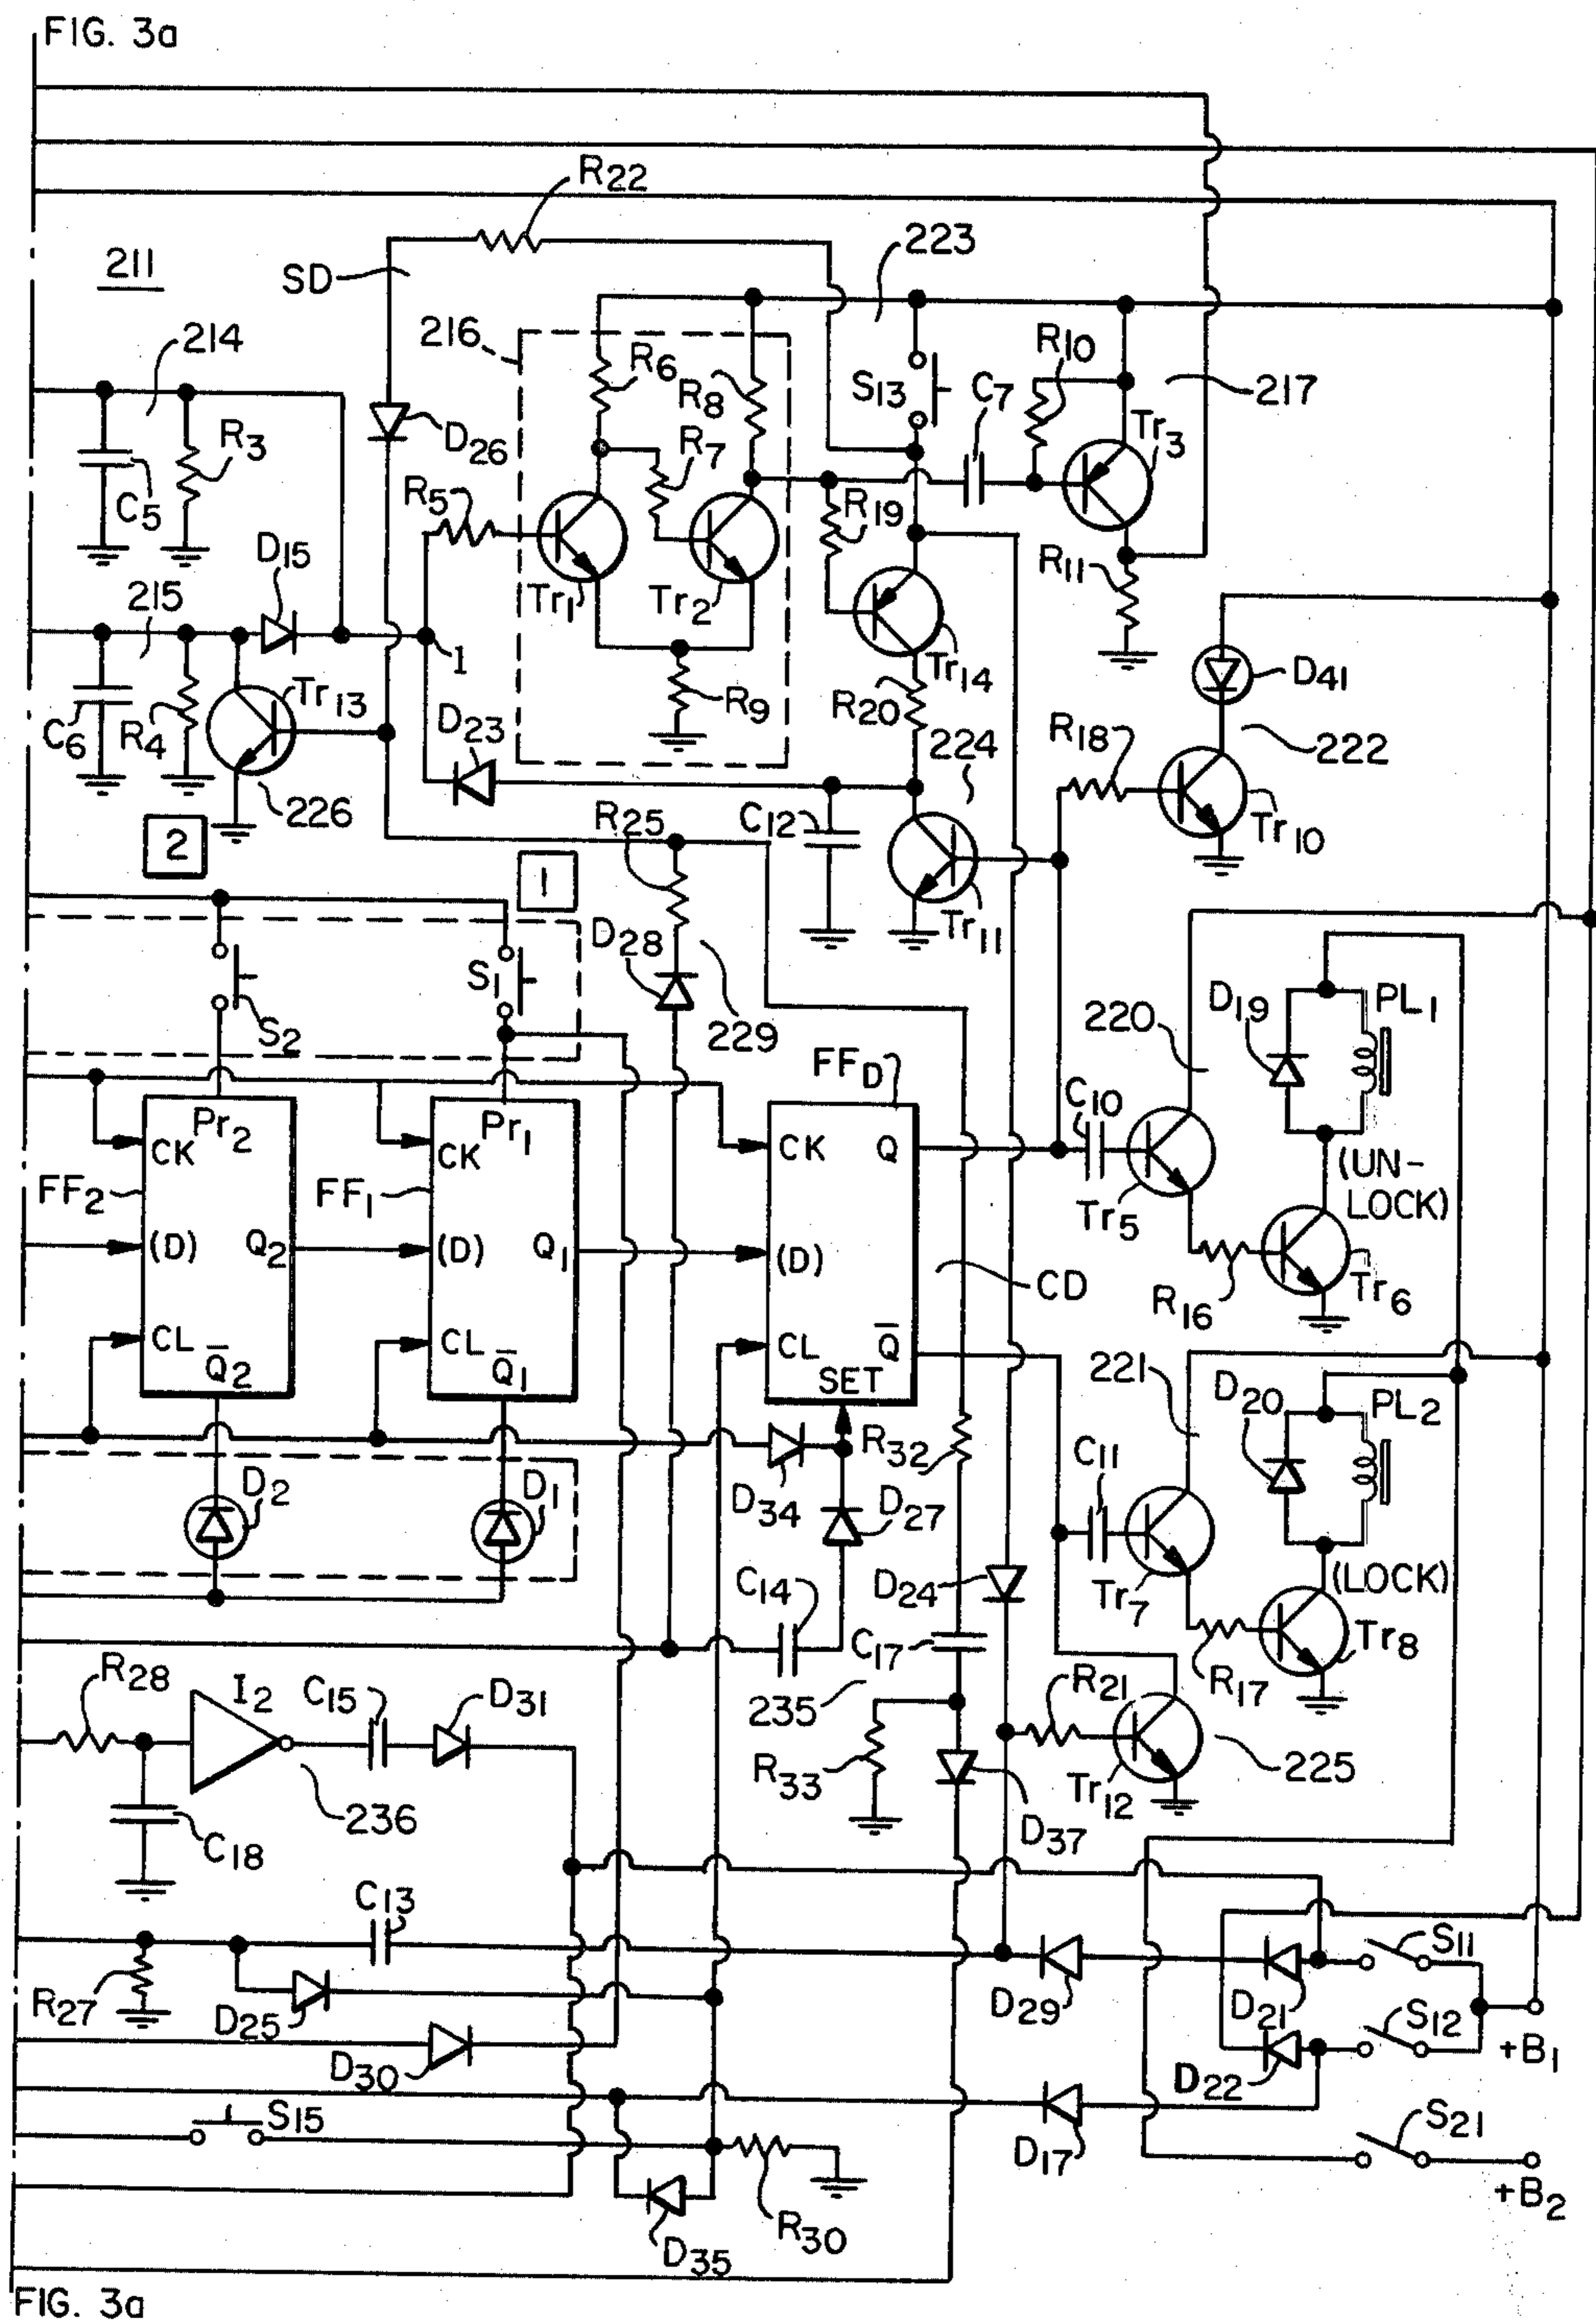 FIG. 3a
R22
223
211
SD
214
216
R6
R8
S13
R10
C7
217
Tr3
R3
D26
R7
C5
R5
R19
D15
R11
215
Tr1
Tr2
1
Tr14
D41
Tr13
R9
R20
C6
R4
D23
224
R18
222
226
R25
C12
Tr10
2
1
D28
Tr11
S1
S2
229
D19
PL1
220
FFD
C10
Pr2
Pr1
CK
CK
CK
Q
(UN-
LOCK)
FF2
FF1
Tr5
(D)
Q2
(D)
Q1
(D)
CD
R16
Tr6
CL
Q̅2
CL
Q̅1
CL
Q̅
SET
221
D20
PL2
R32
C11
D2
D1
D34
D27
(LOCK)
C14
D24
Tr7
C17
Tr8
R28
I2
C15
D31
R21
R17
235
R33
225
Tr12
236
D37
C18
C13
S11
R27
D25
D29
D21
S12
+B1
D30
D22
S15
S21
D17
+B2
R30
D35
FIG. 3a